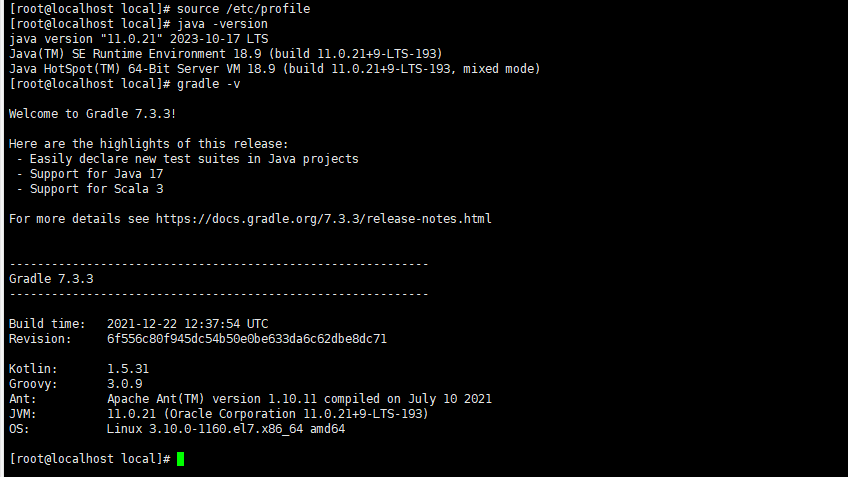 [root@localhost local]# source /etc/profile
[root@localhost local]# java -version
java version "11.0.21" 2023-10-17 LTS
Java(TM) SE Runtime Environment 18.9 (build 11.0.21+9-LTS-193)
Java HotSpot(TM) 64-Bit Server VM 18.9 (build 11.0.21+9-LTS-193, mixed mode)
[root@localhost local]# gradle -v
Welcome to Gradle 7.3.3!
Here are the highlights of this release:
 - Easily declare new test suites in Java projects
 - Support for Java 17
 - Support for Scala 3
For more details see https://docs.gradle.org/7.3.3/release-notes.html
------------------------------------------------------------
Gradle 7.3.3
------------------------------------------------------------
Build time:   2021-12-22 12:37:54 UTC
Revision:     6f556c80f945dc54b50e0be633da6c62dbe8dc71
Kotlin:       1.5.31
Groovy:       3.0.9
Ant:          Apache Ant(TM) version 1.10.11 compiled on July 10 2021
JVM:          11.0.21 (Oracle Corporation 11.0.21+9-LTS-193)
OS:           Linux 3.10.0-1160.el7.x86_64 amd64
[root@localhost local]#